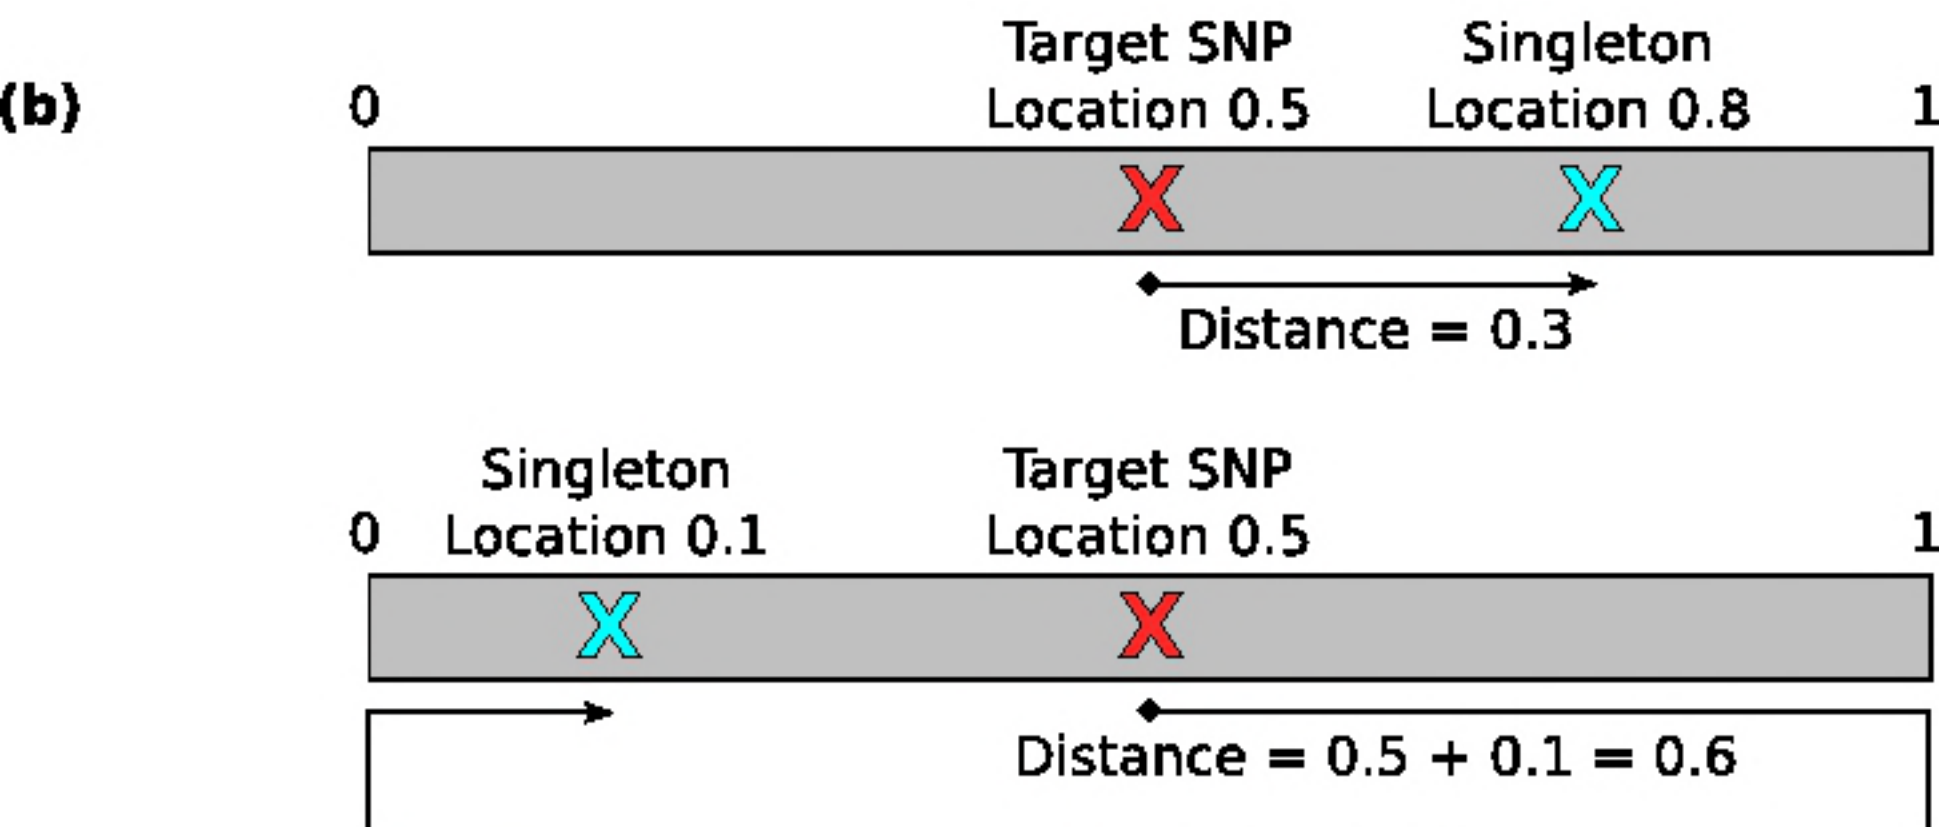 (b)
0
Target SNP
Location 0.5
Singleton
Location 0.8
1
X
X
Distance = 0.3
0
Singleton
Location 0.1
Target SNP
Location 0.5
1
X
X
Distance = 0.5 + 0.1 = 0.6